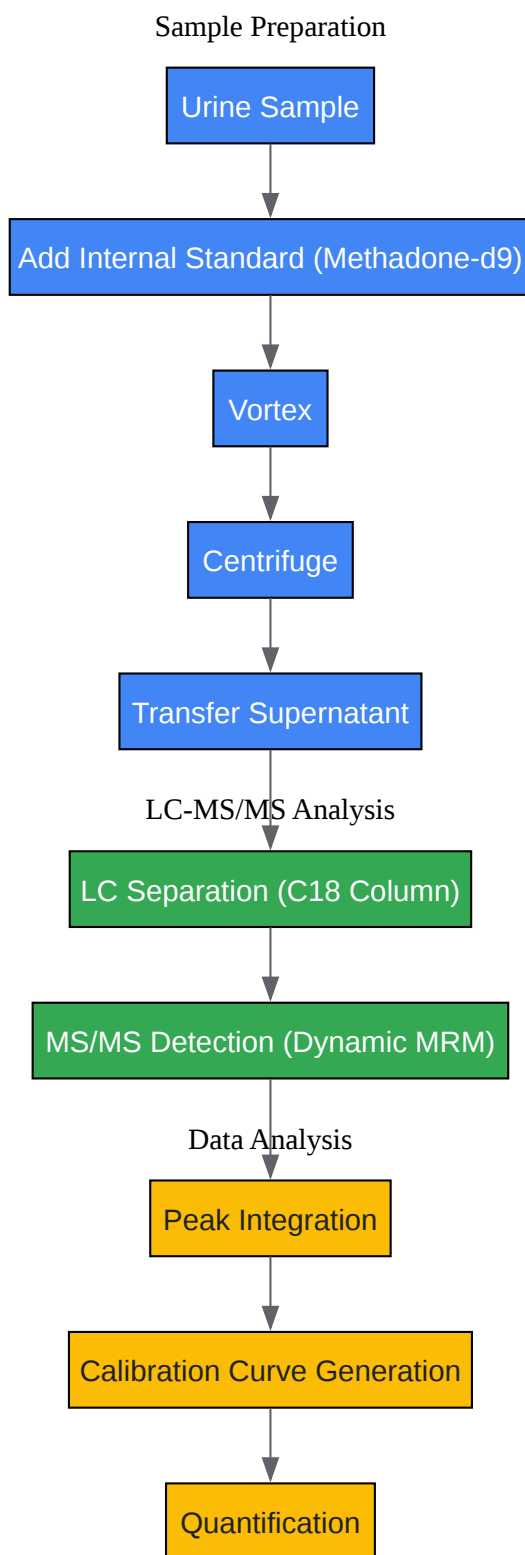 Sample Preparation
Urine Sample
Add Internal Standard (Methadone-d9)
Vortex
Centrifuge
Transfer Supernatant
LC-MS/MS Analysis
LC Separation (C18 Column)
MS/MS Detection (Dynamic MRM)
Data Analysis
Peak Integration
Calibration Curve Generation
Quantification